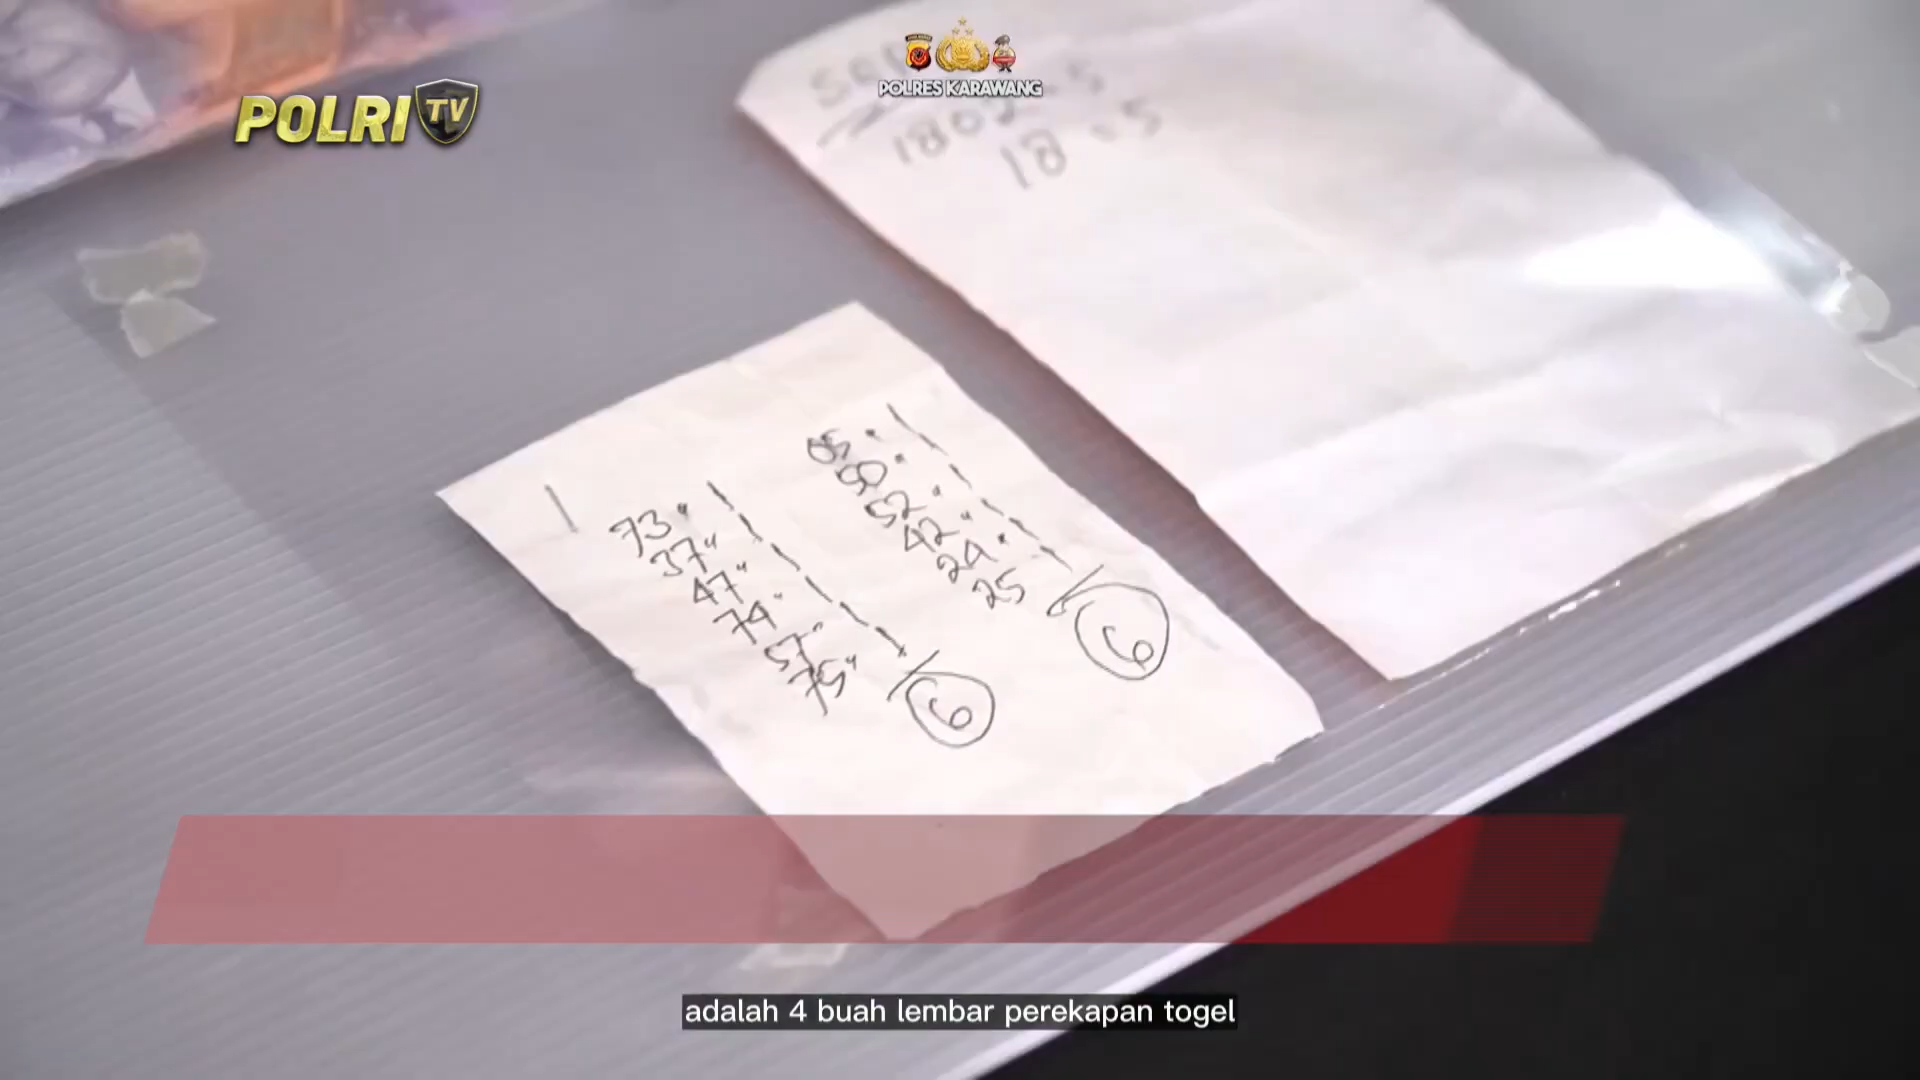 POLRI TV
POLRES KARAWANG
1802 - 5
18 - 5
73 "
37 "
47 "
74 "
57 "
75 "
05
50
52 "
42 "
24
25
6
6
adalah 4 buah lembar perekapan togel